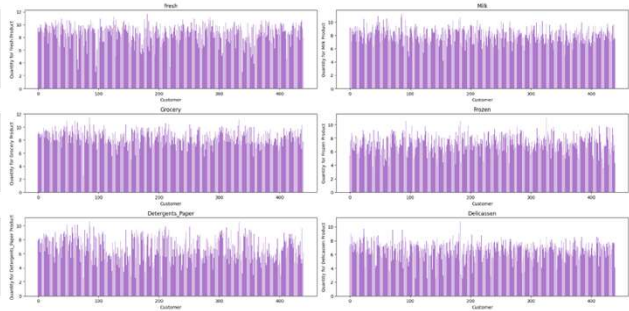 Fresh
Quantity for Fresh Product
12
10
8
6
4
2
0
0 100 200 300 400
Customer
Milk
Quantity for Milk Product
10
8
6
4
2
0
0 100 200 300 400
Customer
Grocery
Quantity for Grocery Product
12
10
8
6
4
2
0
0 100 200 300 400
Customer
Frozen
Quantity for Frozen Product
10
8
6
4
2
0
0 100 200 300 400
Customer
Detergents_Paper
Quantity for Detergents_Paper Product
10
8
6
4
2
0
0 100 200 300 400
Customer
Delicassen
Quantity for Delicassen Product
10
8
6
4
2
0
0 100 200 300 400
Customer